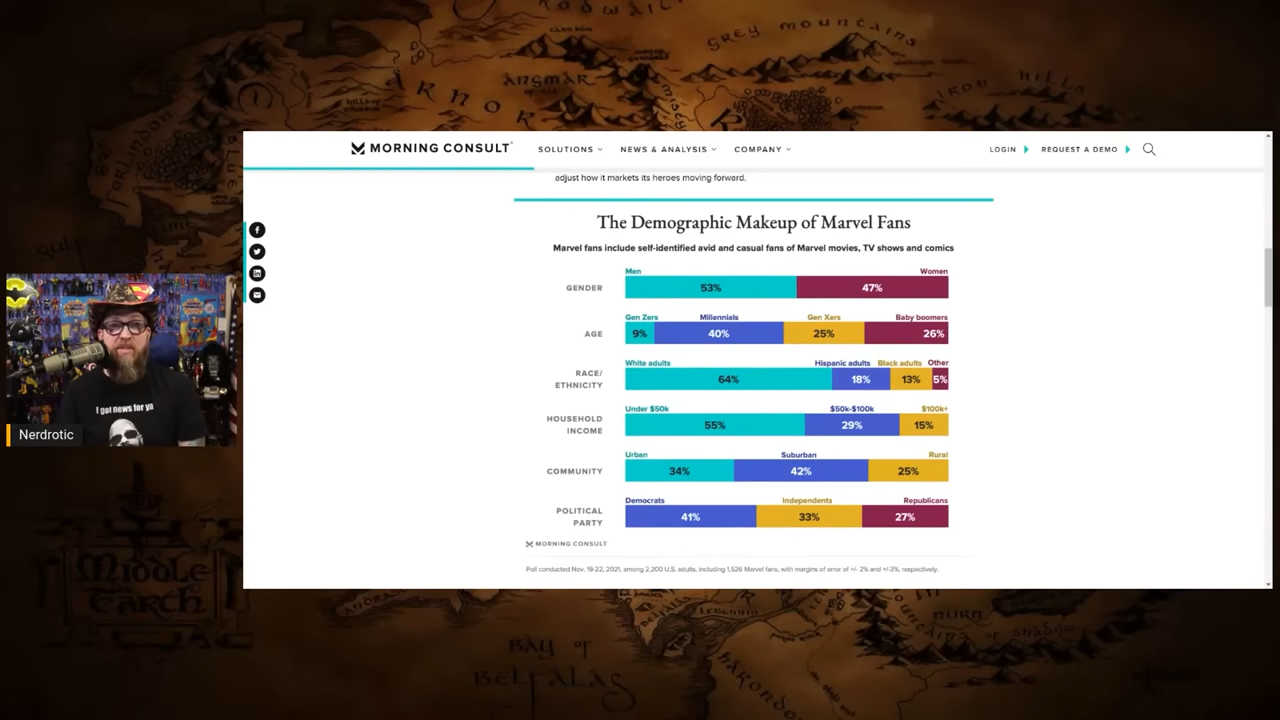 RODWAITH
GREY MOUNTAINS
ANGMAR
ARNOR
IRON HILLS
MORNING CONSULT
SOLUTIONS
NEWS & ANALYSIS
COMPANY
LOGIN
REQUEST A DEMO
adjust how it markets its heroes moving forward.
The Demographic Makeup of Marvel Fans
Marvel fans include self-identified avid and casual fans of Marvel movies, TV shows and comics
Men Women
GENDER 53% 47%
Gen Zers Millennials Gen Xers Baby boomers
AGE 9% 40% 25% 26%
White adults Hispanic adults Black adults Other
RACE/
ETHNICITY
64% 18% 13% 5%
Under $50k $50k-$100k $100k+
HOUSEHOLD
INCOME
55% 29% 15%
Urban Suburban Rural
COMMUNITY 34% 42% 25%
Democrats Independents Republicans
POLITICAL
PARTY
41% 33% 27%
MORNING CONSULT
Poll conducted Nov. 19-22, 2021, among 2,200 U.S. adults, including 1,526 Marvel fans, with margins of error of +/- 2% and +/-3%, respectively.
I got news for ya
Nerdrotic
MIDDLE
EARTH
BAY OF
BELFALAS